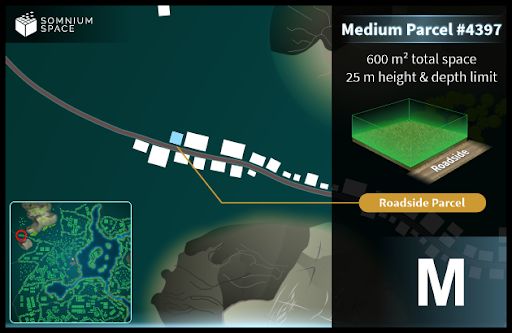 SOMNIUM
SPACE
Medium Parcel #4397
600 m² total space
25 m height & depth limit
Roadside
Roadside Parcel
M